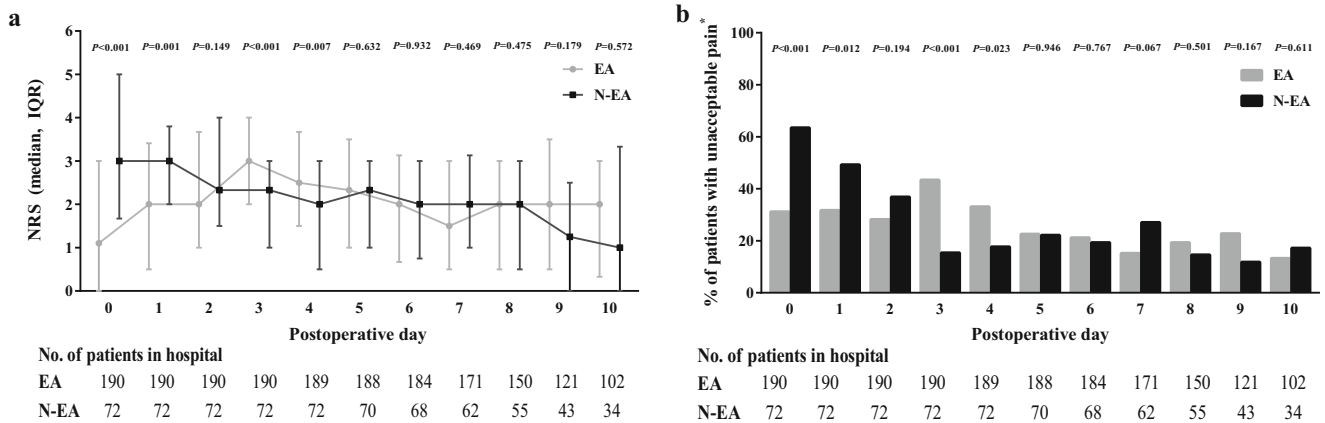 a
P<0.001 P=0.001 P=0.149 P<0.001 P=0.007 P=0.632 P=0.932 P=0.469 P=0.475 P=0.179 P=0.572
EA
N-EA
NRS (median, IQR)
6
5
4
3
2
1
0
0 1 2 3 4 5 6 7 8 9 10
Postoperative day
No. of patients in hospital
EA 190 190 190 190 189 188 184 171 150 121 102
N-EA 72 72 72 72 72 70 68 62 55 43 34
b
P<0.001 P=0.012 P=0.194 P<0.001 P=0.023 P=0.946 P=0.767 P=0.067 P=0.501 P=0.167 P=0.611
EA
N-EA
% of patients with unacceptable pain*
100
80
60
40
20
0
0 1 2 3 4 5 6 7 8 9 10
Postoperative day
No. of patients in hospital
EA 190 190 190 190 189 188 184 171 150 121 102
N-EA 72 72 72 72 72 70 68 62 55 43 34